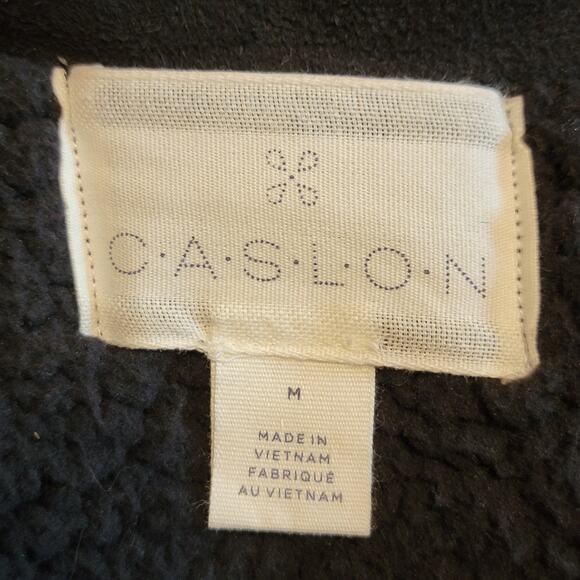 C·A·S·L·O·N
M
MADE IN
VIETNAM
FABRIQUÉ
AU VIETNAM